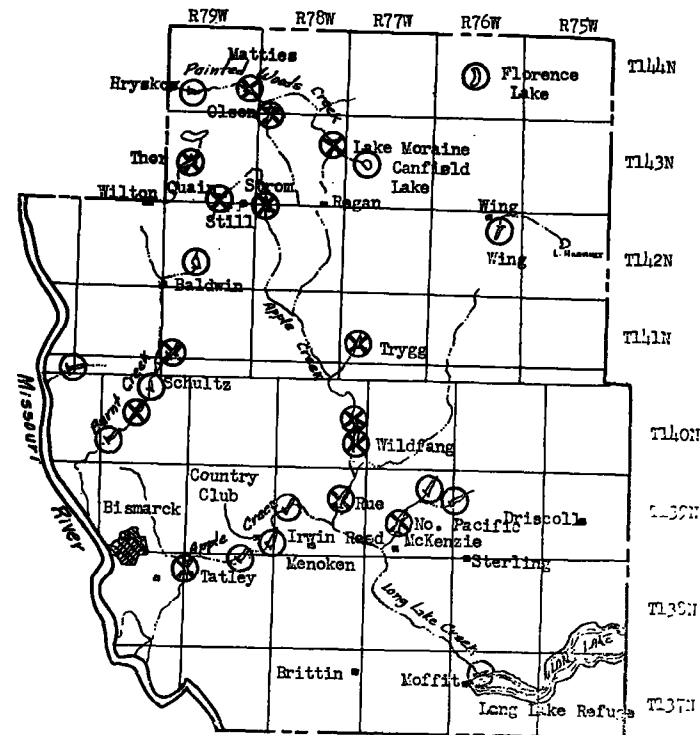 R79W R78W R77W R76W R75W
Matties
T144N
Hryskos
Painted Woods Creek
Florence
Lake
Olsen
Ther
Lake Moraine
Canfield
Lake
T143N
Quain
Strom
Wilton
Still
Regan
Wing
Wing
T142N
Baldwin
Apple Creek
T141N
Trygg
Missouri River
Burnt Creek
Schultz
T140N
Wildfang
Country
Club
Bismarck
Rue
Apple Creek
No. Pacific
Driscoll
Irwin Reed
McKenzie
Menoken
Sterling
Tatley
T138N
Long Lake Creek
LONG LAKE
Brittin
Moffit
Long Lake Refuge
T137N